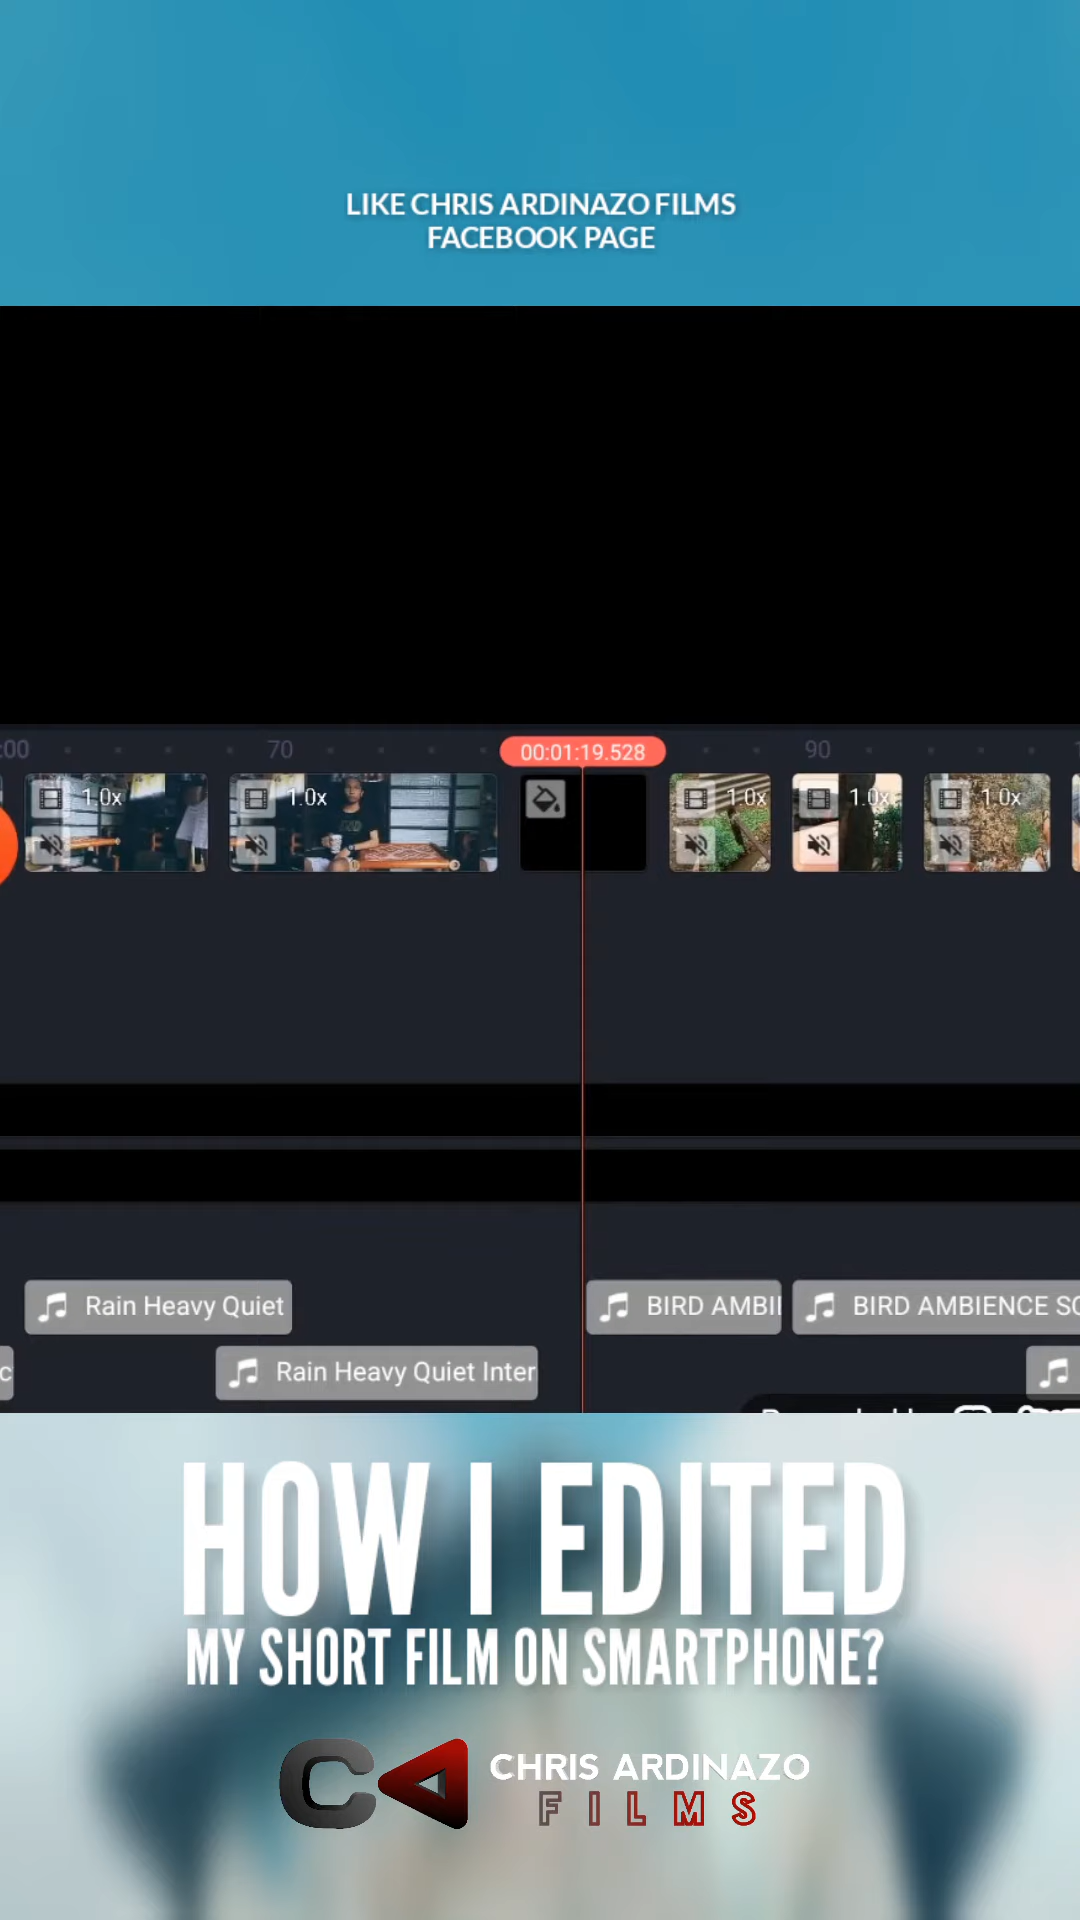 LIKE CHRIS ARDINAZO FILMS
FACEBOOK PAGE
:00
70
00:01:19.528
90
1.0x
1.0x
1.0x
1.0x
1.0x
Rain Heavy Quiet
BIRD AMBI
BIRD AMBIENCE SO
c
Rain Heavy Quiet Inter
HOW I EDITED
MY SHORT FILM ON SMARTPHONE?
CA
CHRIS ARDINAZO
FILMS